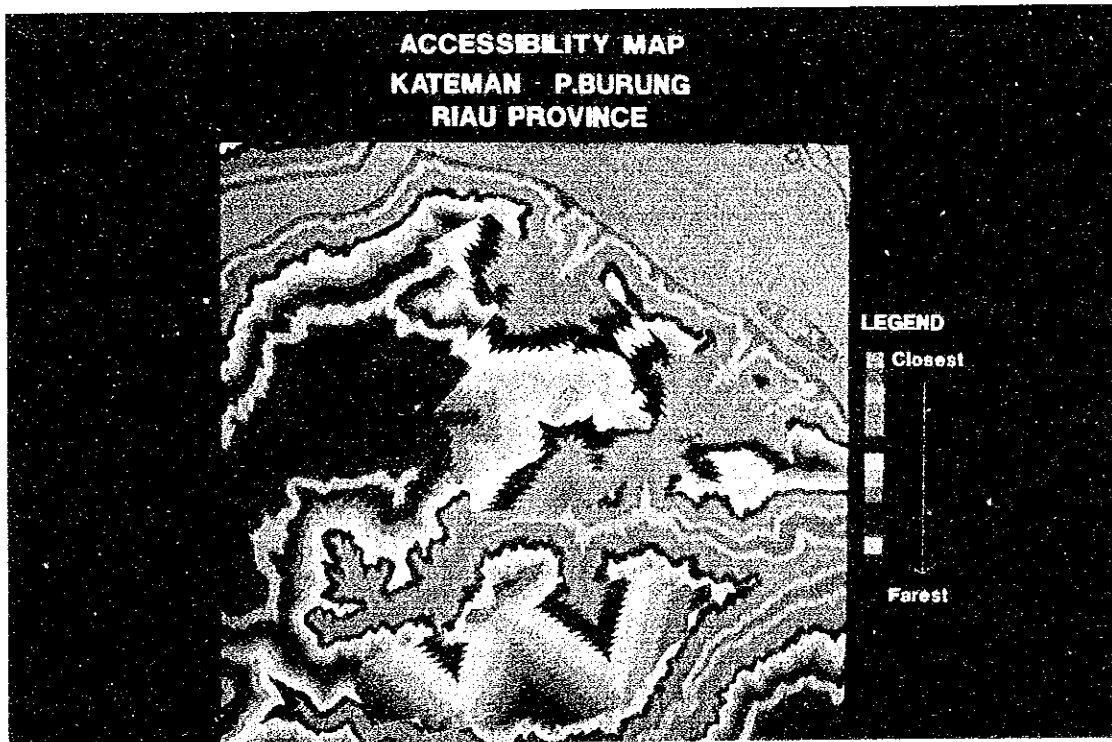 ACCESSIBILITY MAP
KATEMAN - P.BURUNG
RIAU PROVINCE
LEGEND
Closest
Farest